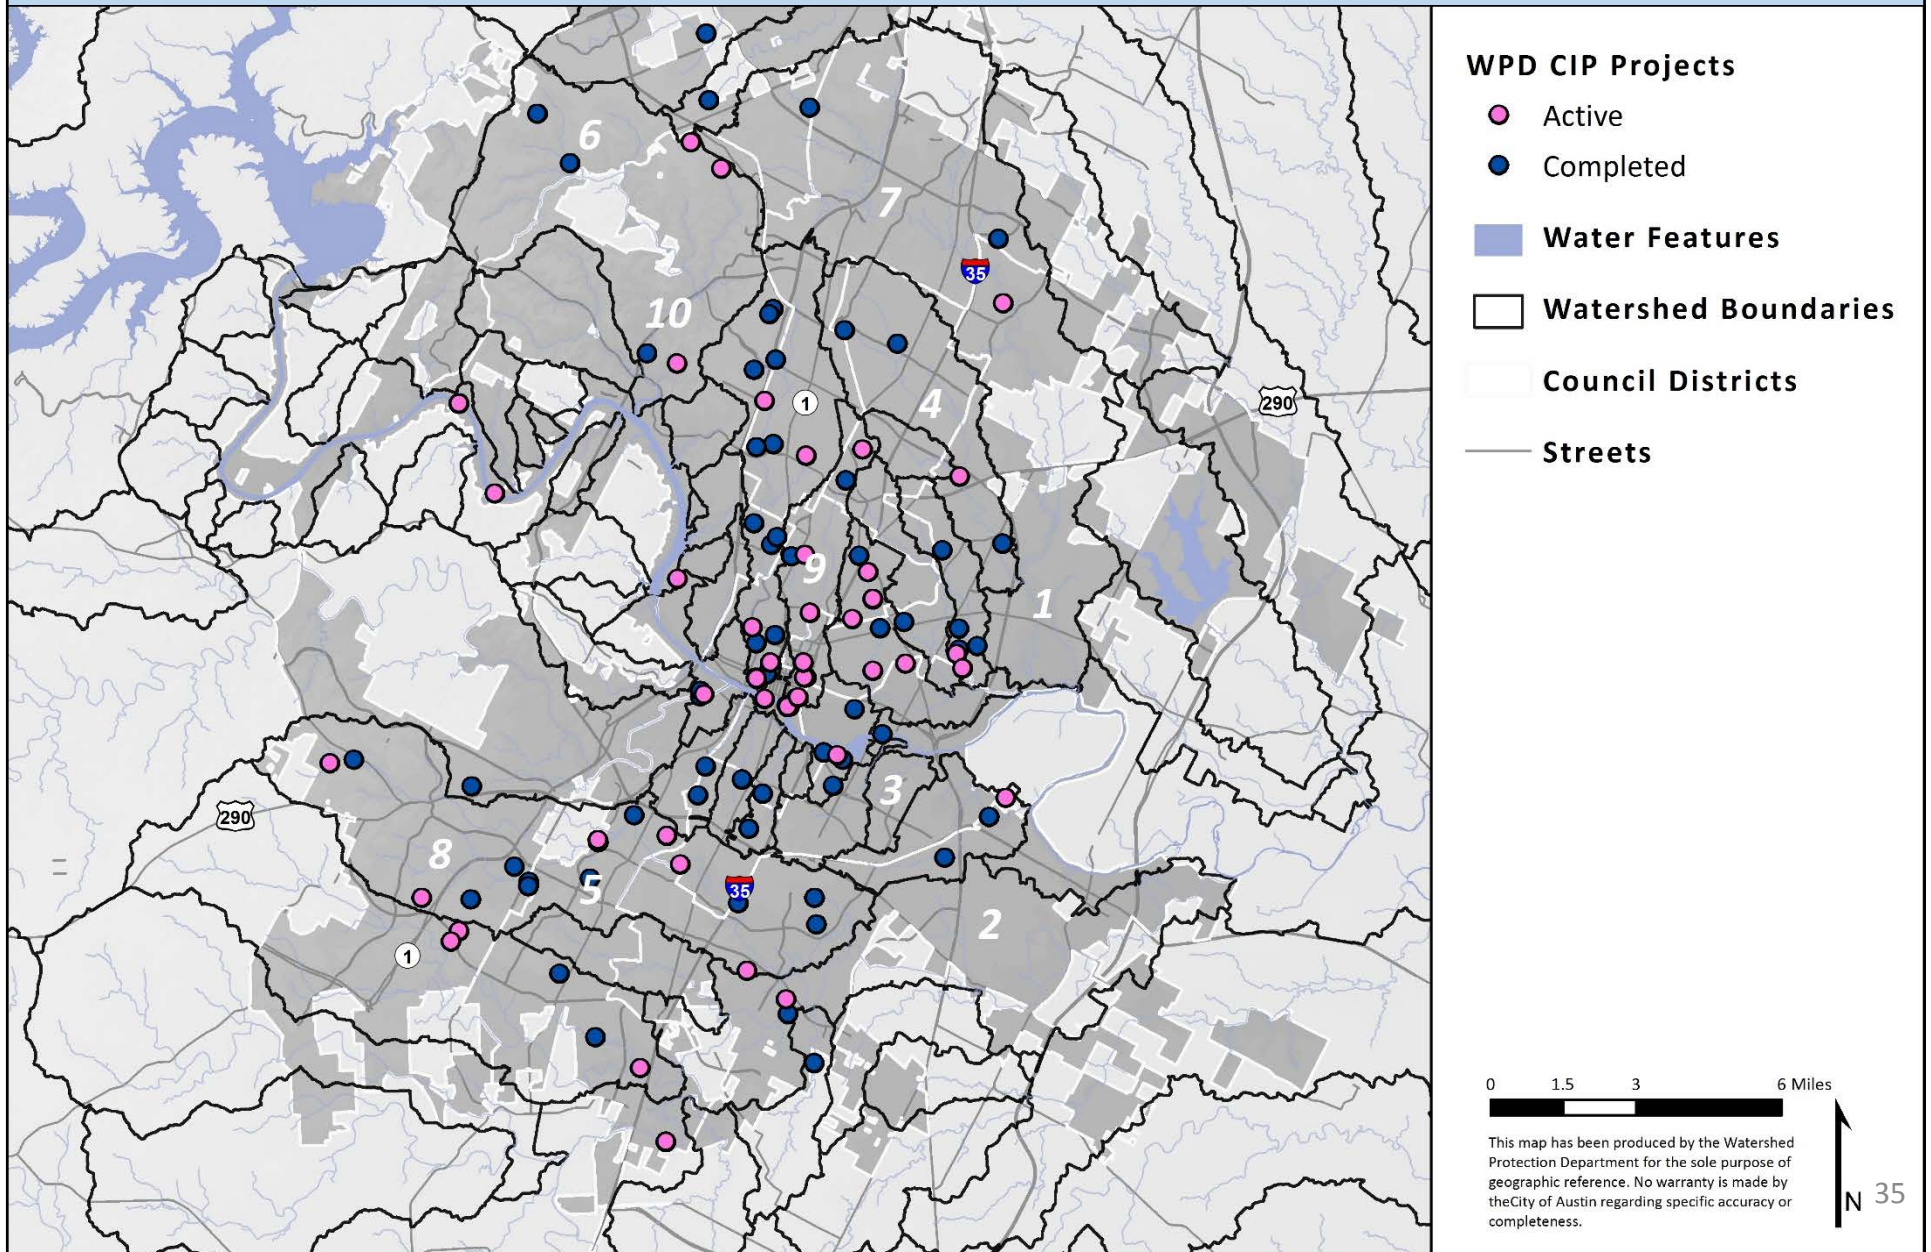 6
7
35
10
1
4
290
9
1
3
290
8
5
35
2
1
WPD CIP Projects
Active
Completed
Water Features
Watershed Boundaries
Council Districts
Streets
0 1.5 3 6 Miles
This map has been produced by the Watershed
Protection Department for the sole purpose of
geographic reference. No warranty is made by
theCity of Austin regarding specific accuracy or
completeness.
N
35